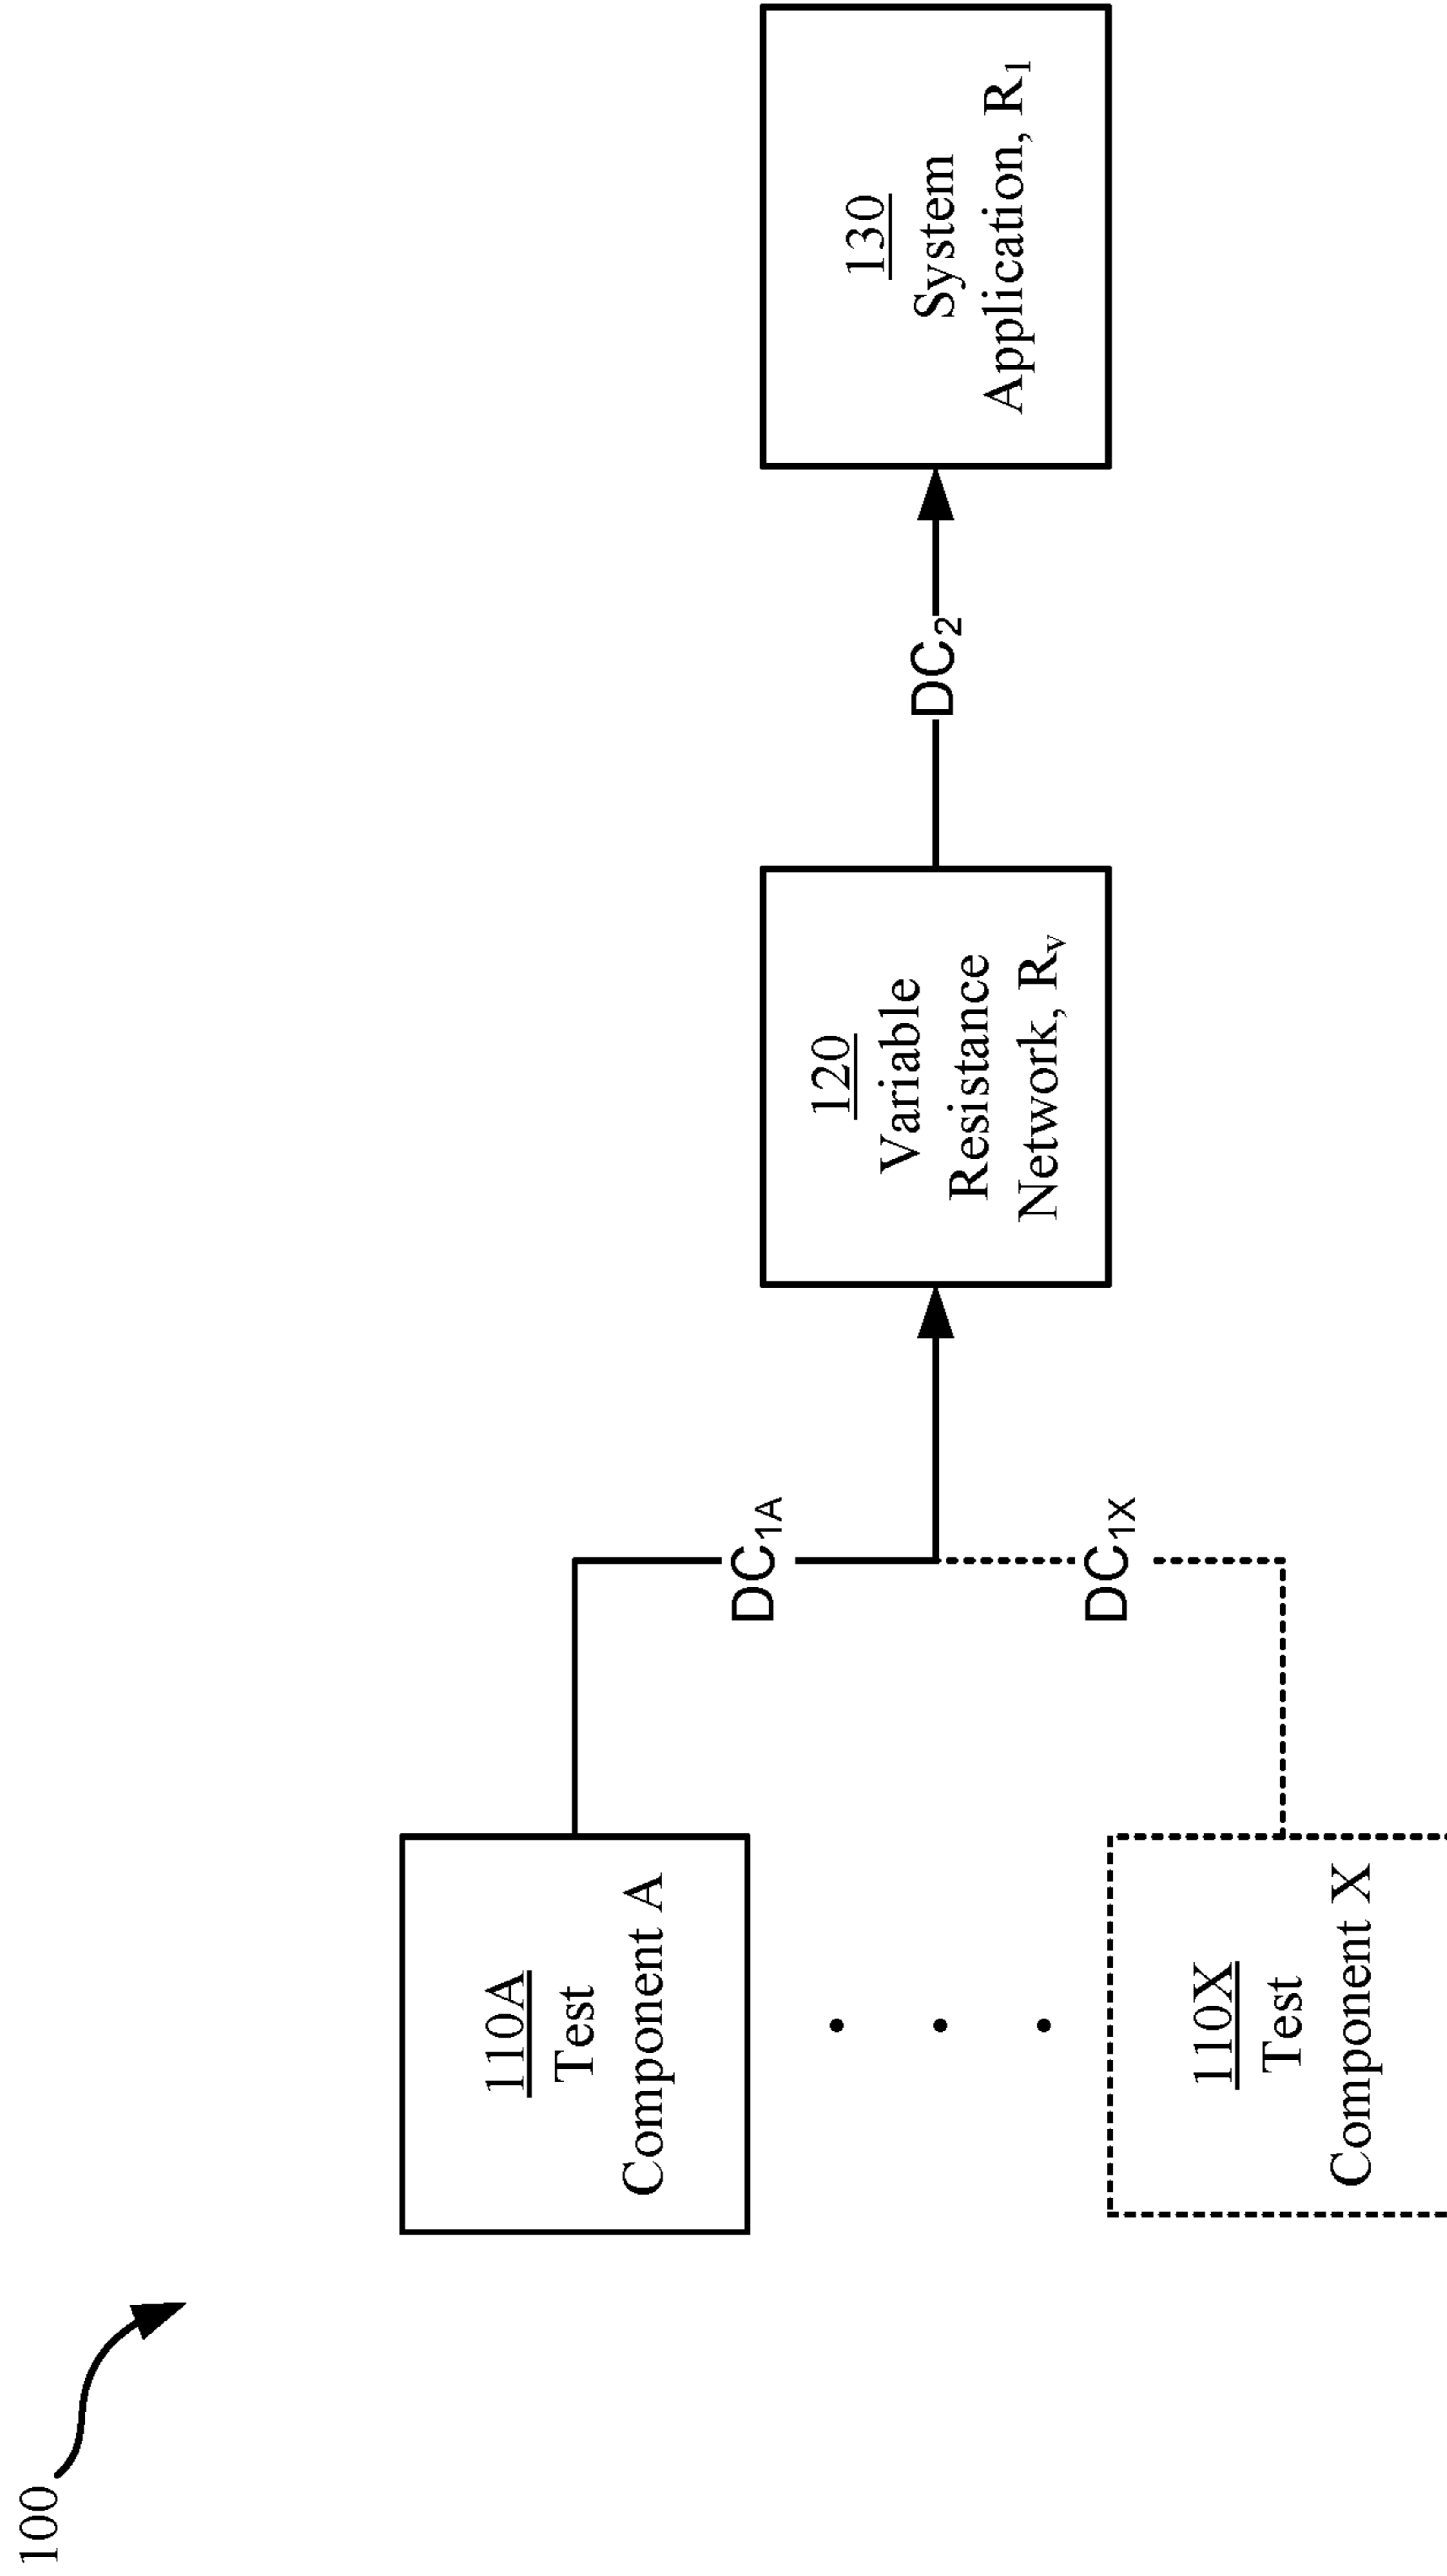 100
110A
Test
Component A
DC1A
110X
Test
Component X
DC1X
120
Variable
Resistance
Network, Rv
DC2
130
System
Application, R1